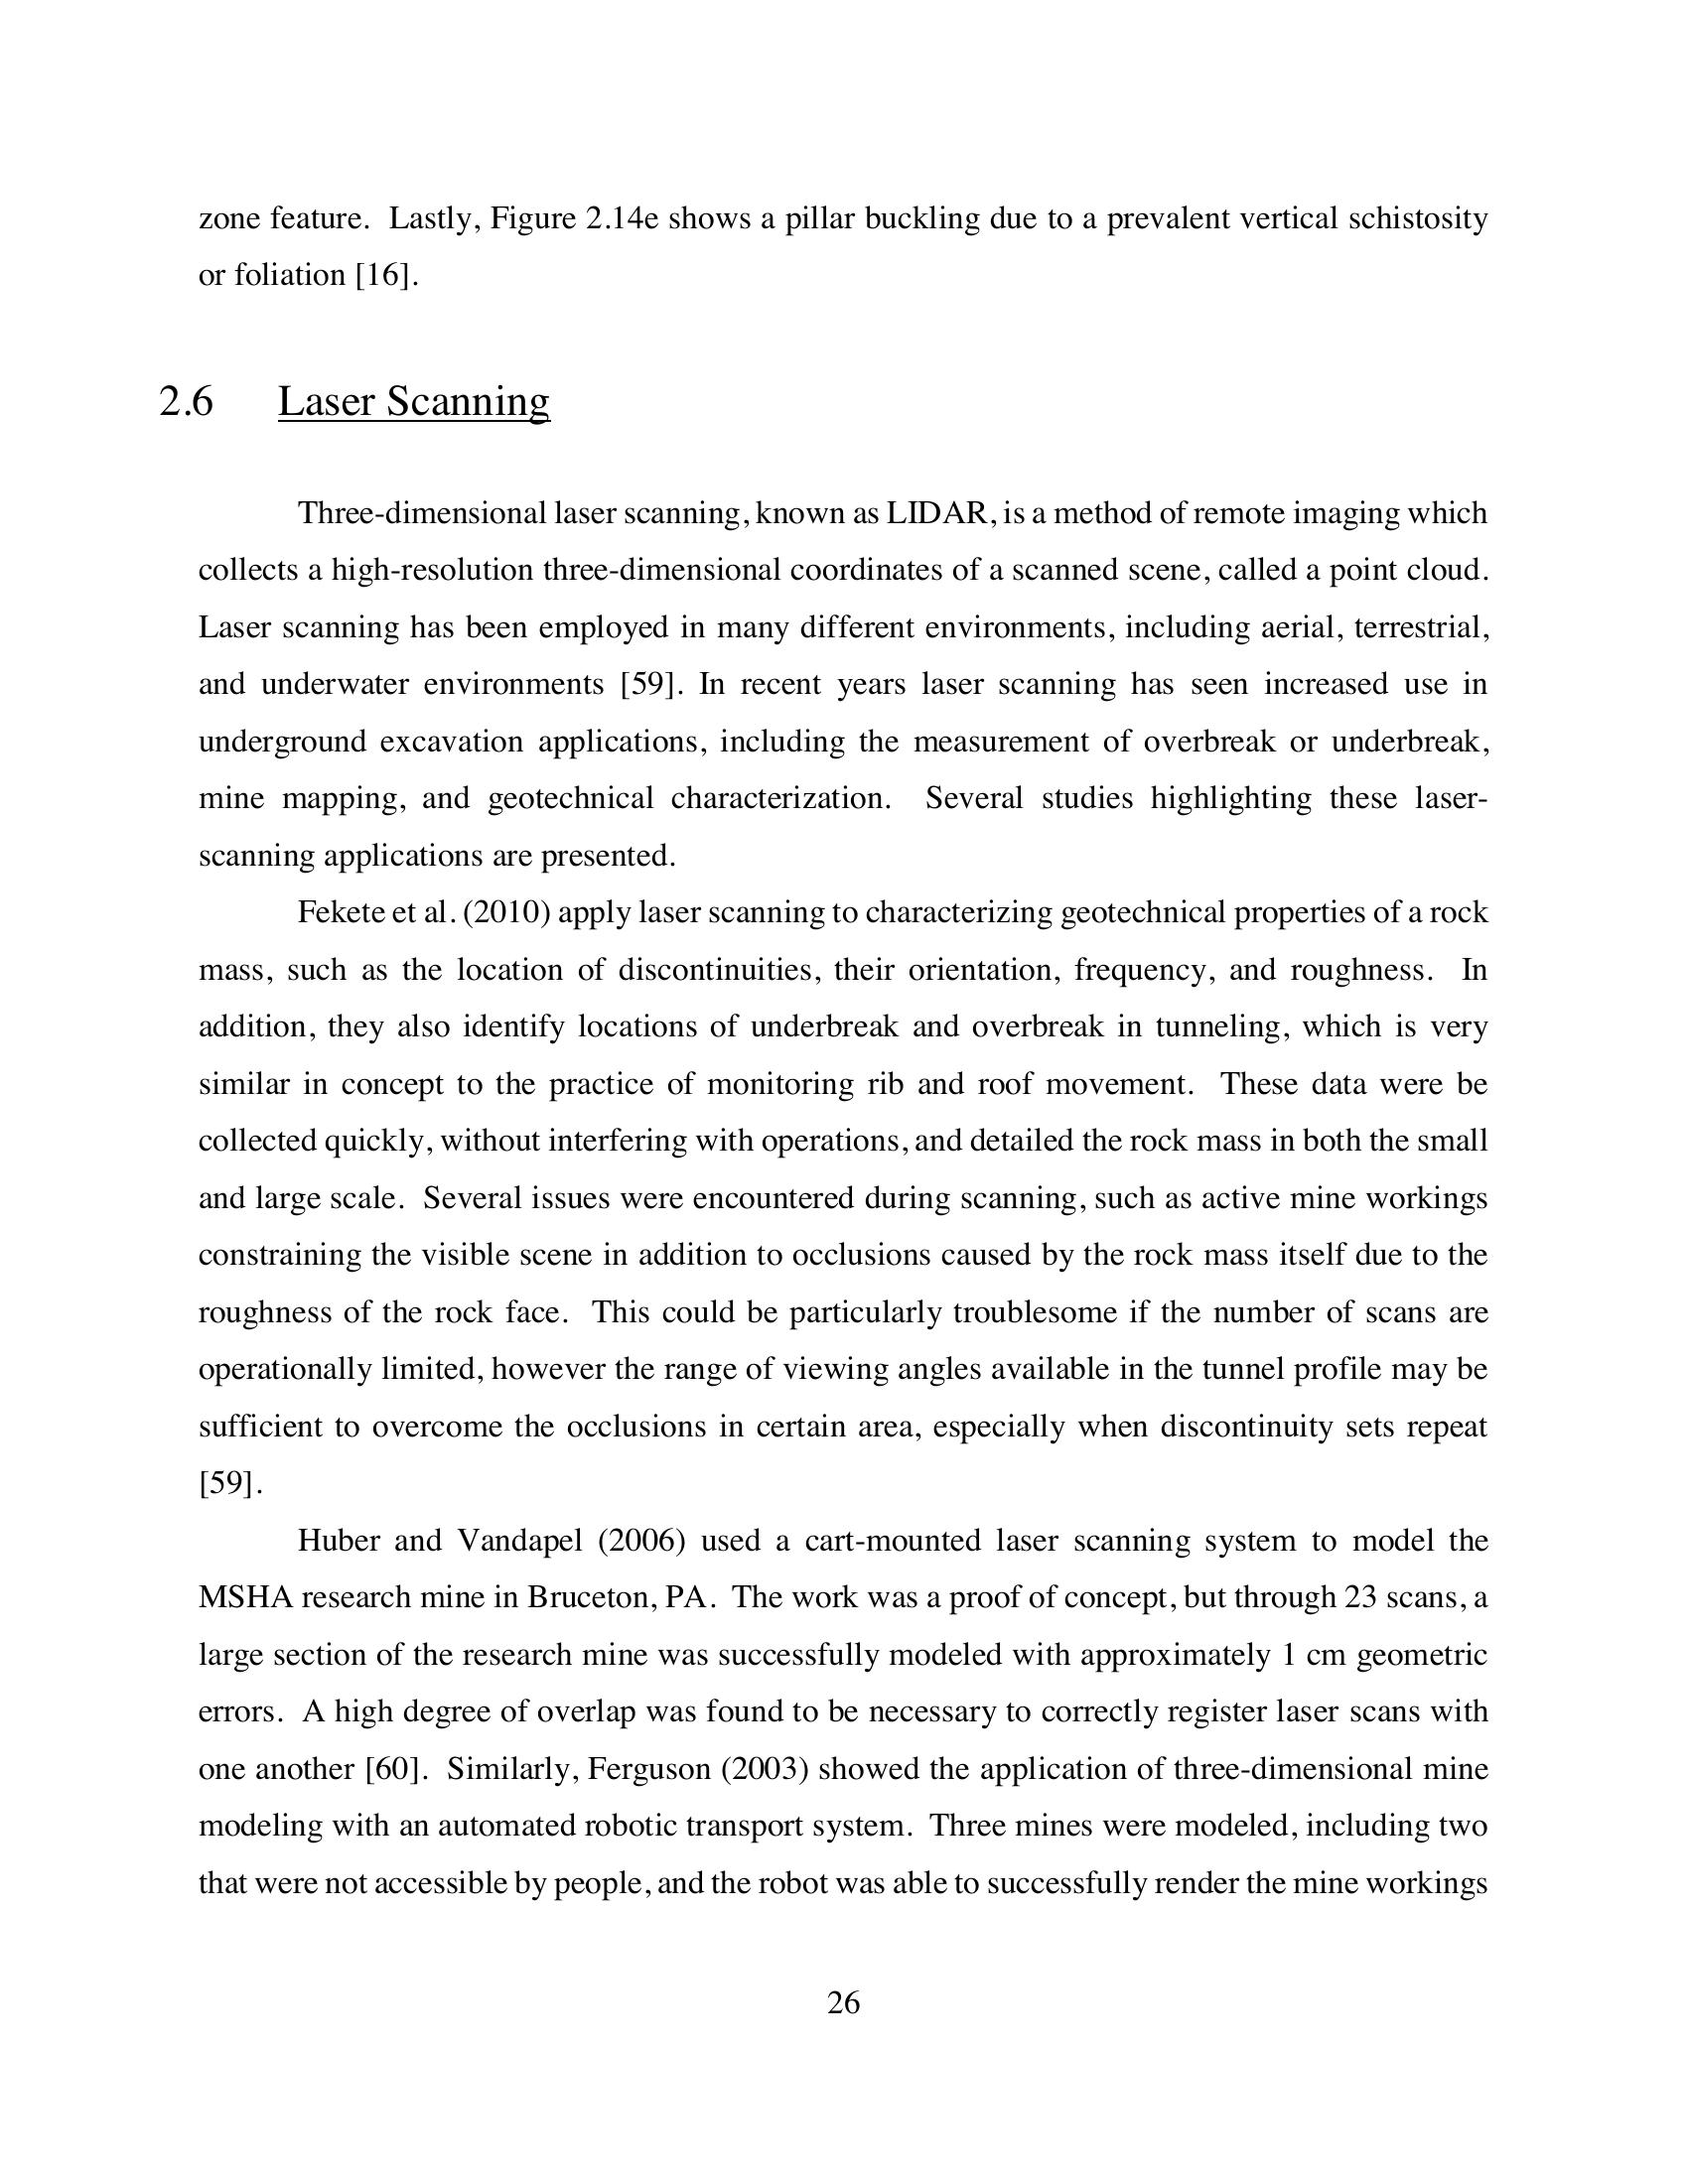 zone feature.  Lastly, Figure 2.14e shows a pillar buckling due to a prevalent vertical schistosity
or foliation [16].
2.6 Laser Scanning
Three-dimensional laser scanning, known as LIDAR, is a method of remote imaging which
collects a high-resolution three-dimensional coordinates of a scanned scene, called a point cloud.
Laser scanning has been employed in many different environments, including aerial, terrestrial,
and underwater environments [59]. In recent years laser scanning has seen increased use in
underground excavation applications, including the measurement of overbreak or underbreak,
mine mapping, and geotechnical characterization.  Several studies highlighting these laser-
scanning applications are presented.
Fekete et al. (2010) apply laser scanning to characterizing geotechnical properties of a rock
mass, such as the location of discontinuities, their orientation, frequency, and roughness.  In
addition, they also identify locations of underbreak and overbreak in tunneling, which is very
similar in concept to the practice of monitoring rib and roof movement.  These data were be
collected quickly, without interfering with operations, and detailed the rock mass in both the small
and large scale.  Several issues were encountered during scanning, such as active mine workings
constraining the visible scene in addition to occlusions caused by the rock mass itself due to the
roughness of the rock face.  This could be particularly troublesome if the number of scans are
operationally limited, however the range of viewing angles available in the tunnel profile may be
sufficient to overcome the occlusions in certain area, especially when discontinuity sets repeat
[59].
Huber and Vandapel (2006) used a cart-mounted laser scanning system to model the
MSHA research mine in Bruceton, PA.  The work was a proof of concept, but through 23 scans, a
large section of the research mine was successfully modeled with approximately 1 cm geometric
errors.  A high degree of overlap was found to be necessary to correctly register laser scans with
one another [60].  Similarly, Ferguson (2003) showed the application of three-dimensional mine
modeling with an automated robotic transport system.  Three mines were modeled, including two
that were not accessible by people, and the robot was able to successfully render the mine workings
26